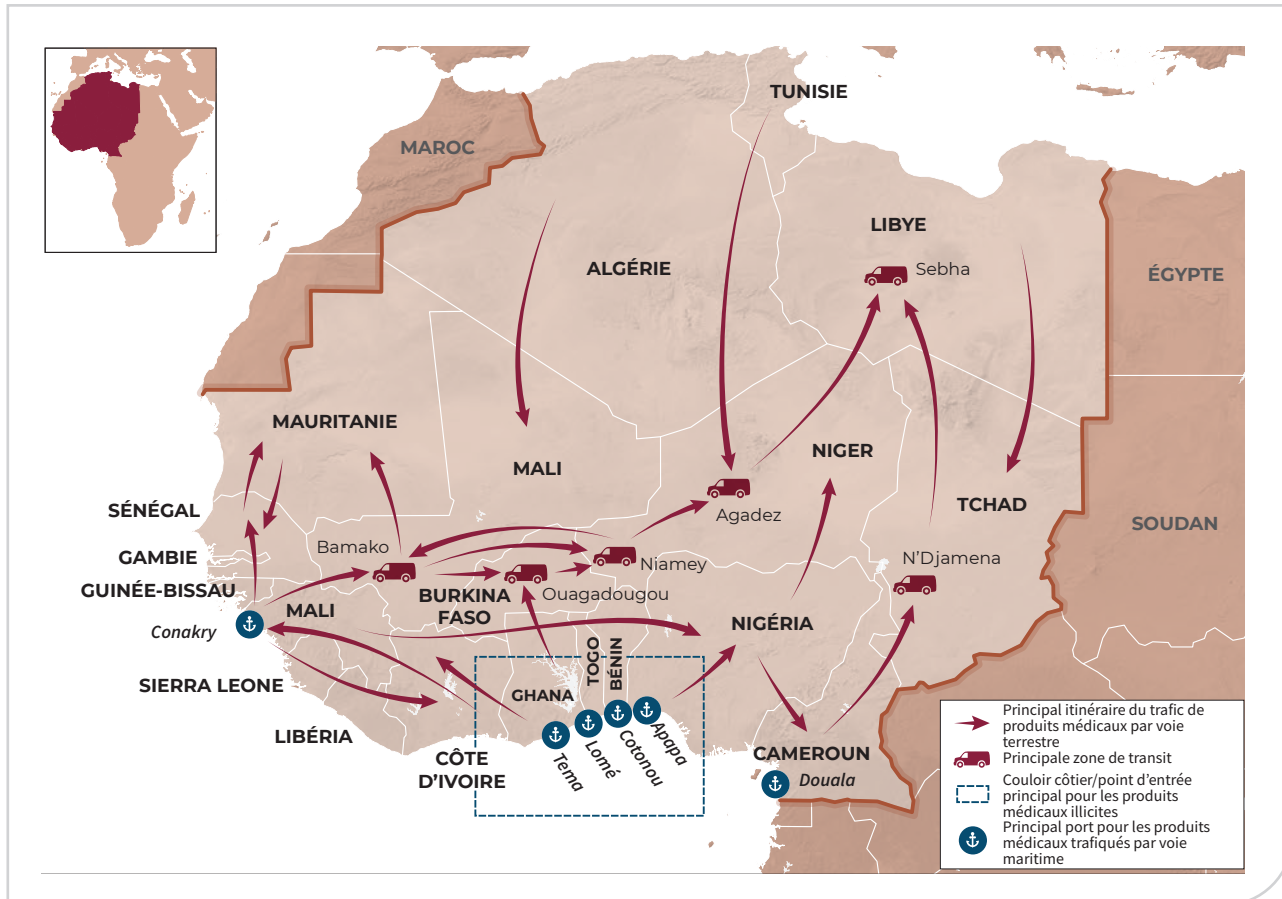 TUNISIE
MAROC
LIBYE
ALGÉRIE
Sebha
ÉGYPTE
MAURITANIE
NIGER
MALI
TCHAD
SÉNÉGAL
Agadez
SOUDAN
Bamako
GAMBIE
Niamey
N'Djamena
GUINÉE-BISSAU
BURKINA
FASO
Ouagadougou
MALI
Conakry
NIGÉRIA
TOGO
BÉNIN
SIERRA LEONE
GHANA
LIBÉRIA
CÔTE
D'IVOIRE
Tema
Lomé
Cotonou
Apapa
CAMEROUN
Douala
Principal itinéraire du trafic de
produits médicaux par voie
terrestre
Principale zone de transit
Couloir côtier/point d'entrée
principal pour les produits
médicaux illicites
Principal port pour les produits
médicaux trafiqués par voie
maritime